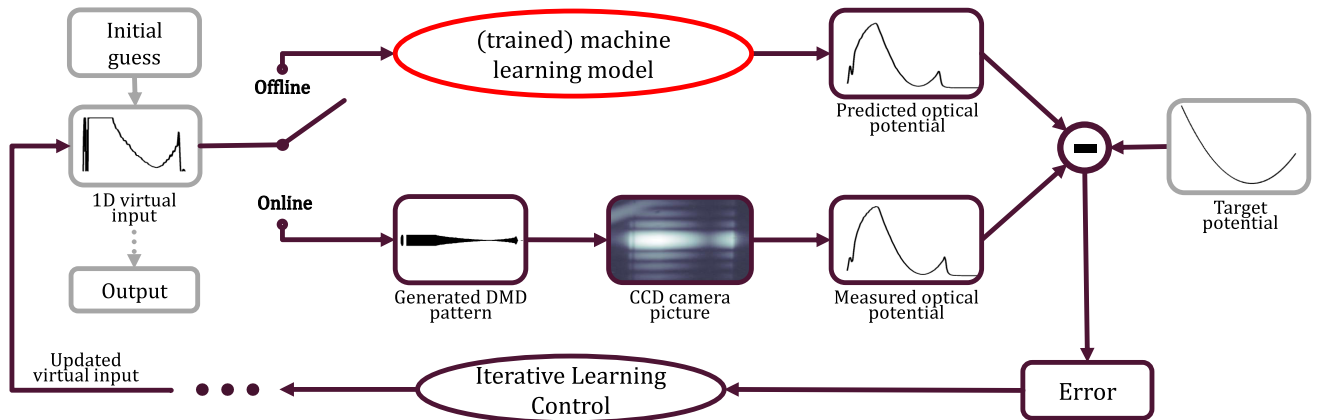 Initial
guess
Offline
(trained) machine
learning model
Predicted optical
potential
1D virtual
input
Online
Target
potential
Output
Generated DMD
pattern
CCD camera
picture
Measured optical
potential
Updated
virtual input
Iterative Learning
Control
Error